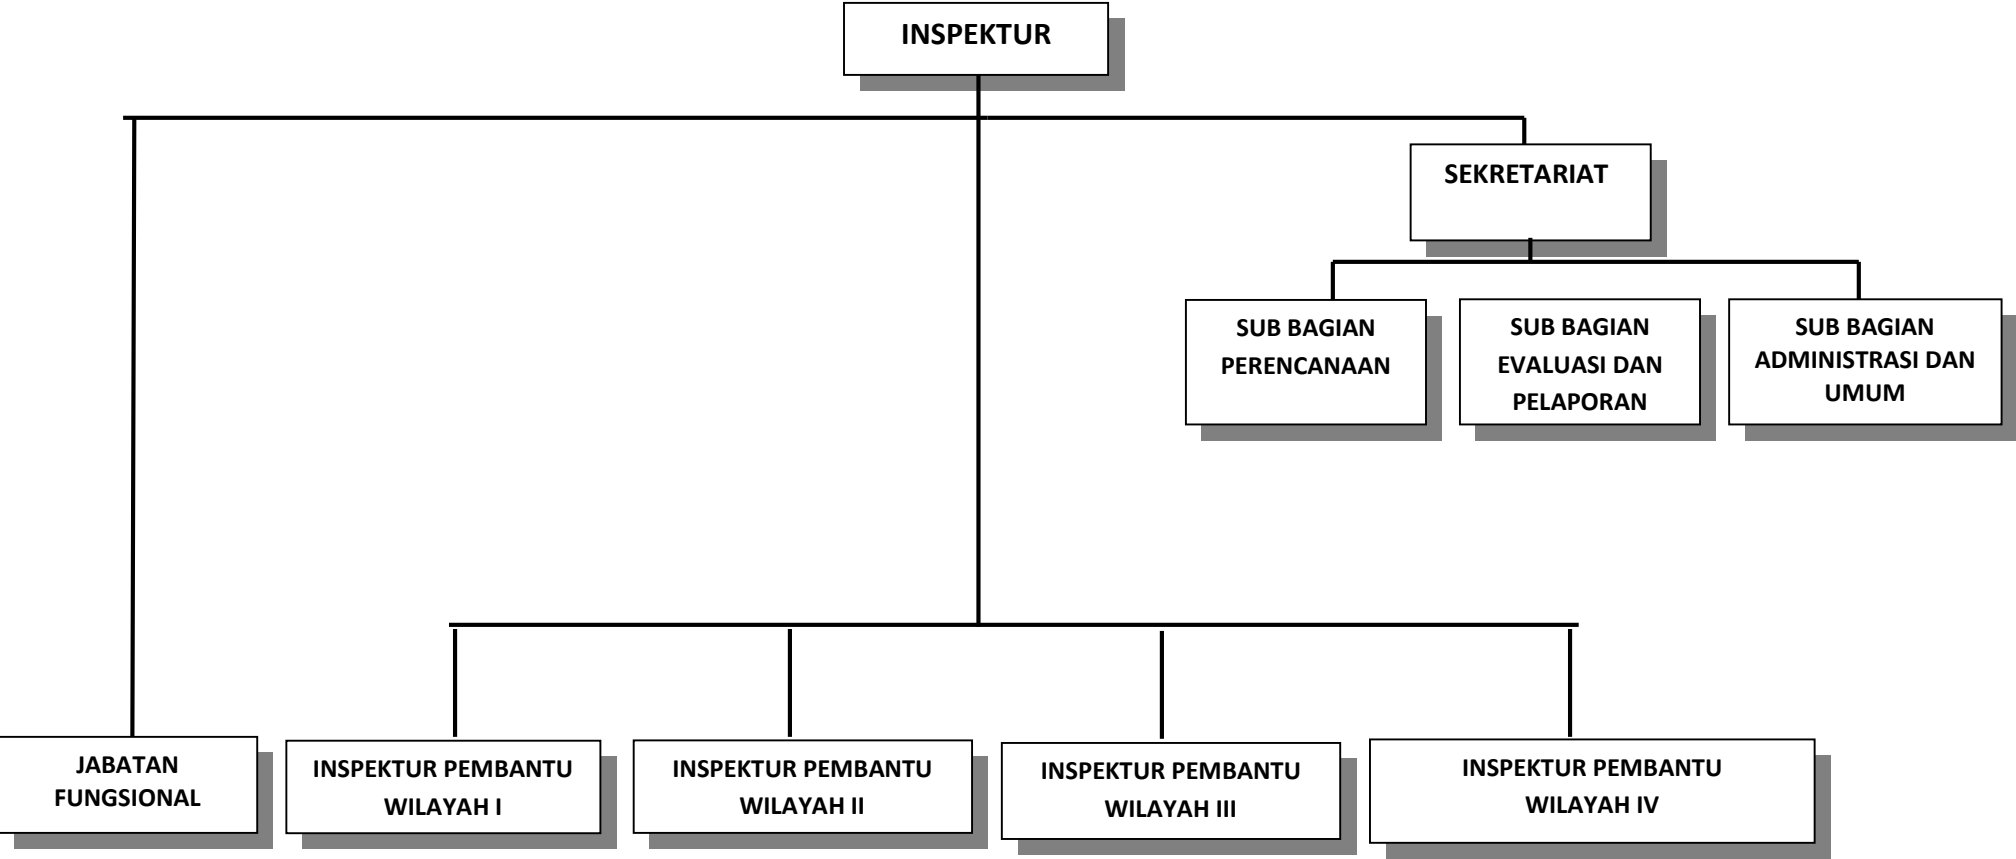 INSPEKTUR
SEKRETARIAT
SUB BAGIAN
PERENCANAAN
SUB BAGIAN
EVALUASI DAN
PELAPORAN
SUB BAGIAN
ADMINISTRASI DAN
UMUM
JABATAN
FUNGSIONAL
INSPEKTUR PEMBANTU
WILAYAH I
INSPEKTUR PEMBANTU
WILAYAH II
INSPEKTUR PEMBANTU
WILAYAH III
INSPEKTUR PEMBANTU
WILAYAH IV